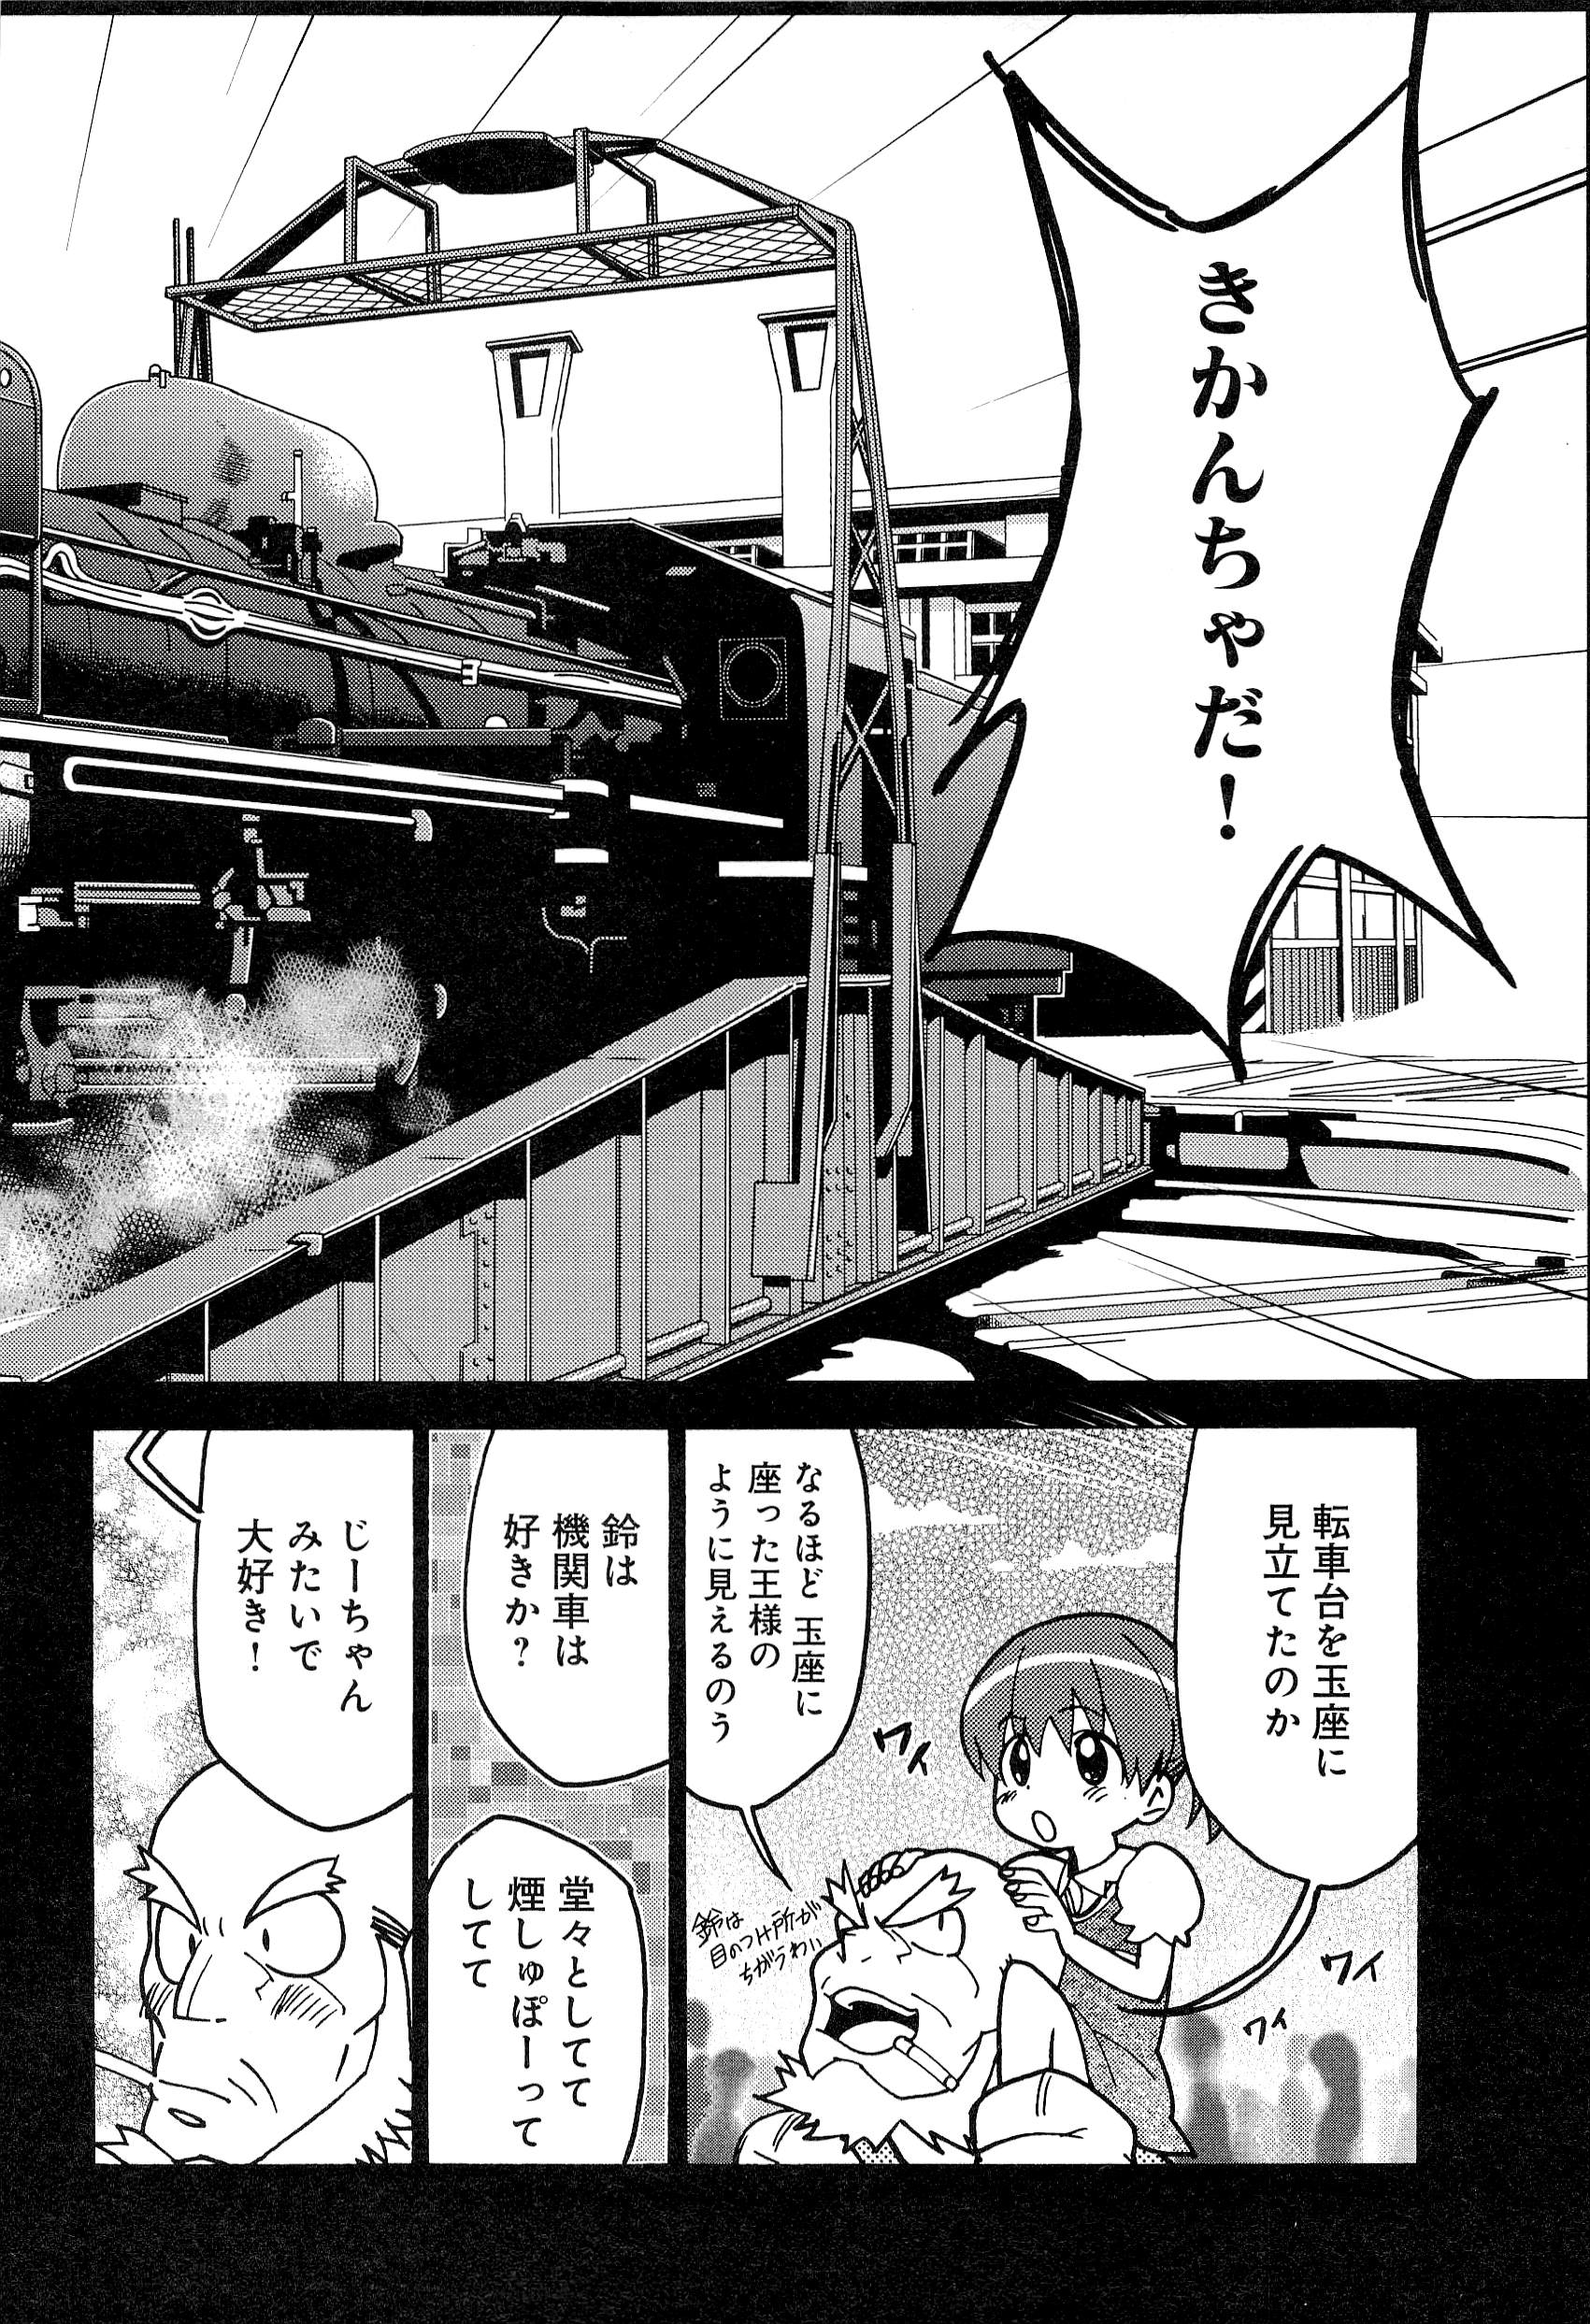 きかんちゃだ！
転車台を玉座に
見立てたのか
なるほど 玉座に
座った王様の
ように見えるのう
鈴は
目のつけ所が
ちがうわい
ワイ
ワイ
ワイ
鈴は
機関車は
好きか？
堂々としてて
煙しゅぽーって
してて
じーちゃん
みたいで
大好き！